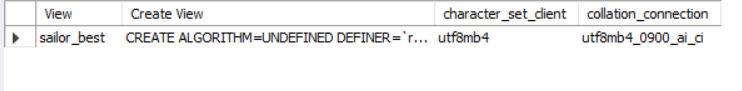 View Create View character_set_client collation_connection
sailor_best CREATE ALGORITHM=UNDEFINED DEFINER=`r... utf8mb4 utf8mb4_0900_ai_ci